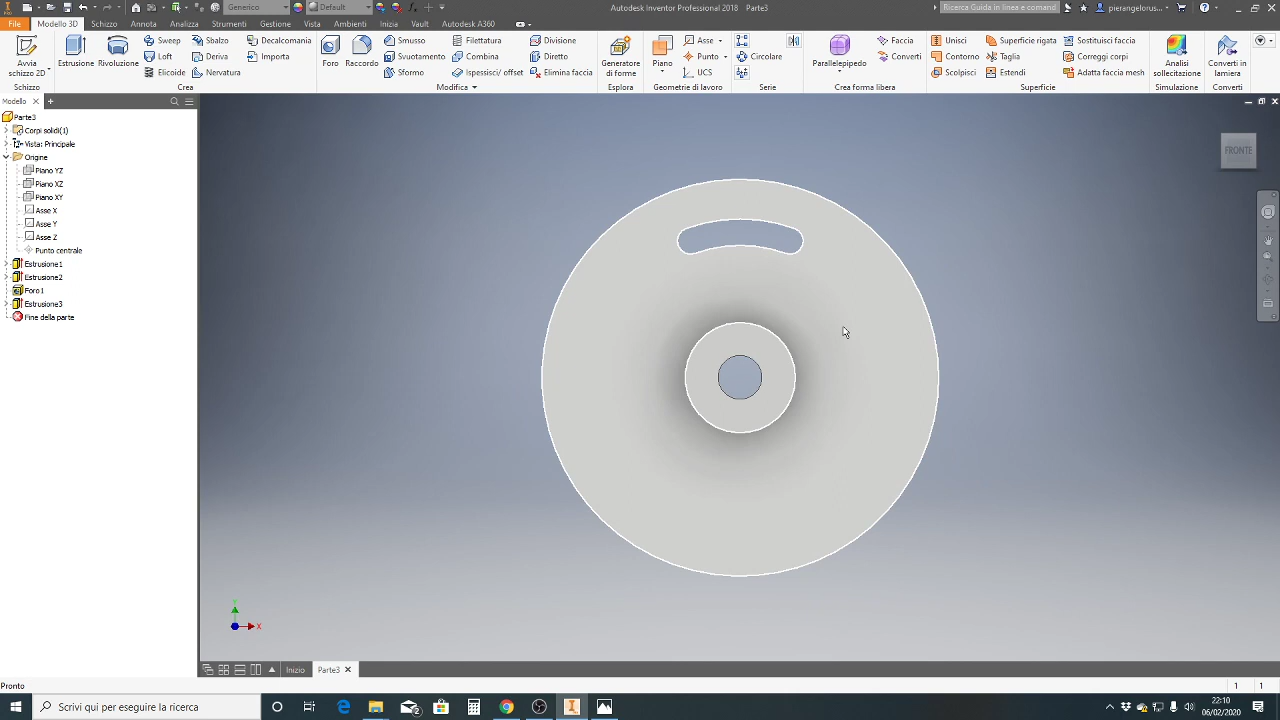 Generico
Default
Autodesk Inventor Professional 2018 Parte3
Ricerca Guida in linea e comand
pierangelorus...
File Modello 3D Schizzo Annota Analizza Strumenti Gestione Vista Ambienti Inizia Vault Autodesk A360
Avvia
schizzo 2D
Estrusione
Rivoluzione
Sweep
Loft
Elicoide
Sbalzo
Deriva
Nervatura
Decalcomania
Importa
Foro
Raccordo
Smusso
Svuotamento
Sformo
Filettatura
Combina
Ispessici/ offset
Divisione
Diretto
Elimina faccia
Generatore
di forme
Piano
Asse
Punto
UCS
Circolare
Parallelepipedo
Faccia
Converti
Unisci
Contorno
Scolpisci
Superficie rigata
Taglia
Estendi
Sostituisci faccia
Correggi corpi
Adatta faccia mesh
Analisi
sollecitazione
Converti in
lamiera
Schizzo Crea Modifica Esplora Geometrie di lavoro Serie Crea forma libera Superficie Simulazione Converti
Modello
Parte3
Corpi solidi(1)
Vista: Principale
Origine
Piano YZ
Piano XZ
Piano XY
Asse X
Asse Y
Asse Z
Punto centrale
Estrusione1
Estrusione2
Foro1
Estrusione3
Fine della parte
FRONTE
Y
X
Inizio Parte3
Pronto
1 1
Scrivi qui per eseguire la ricerca
2
22:10
06/02/2020